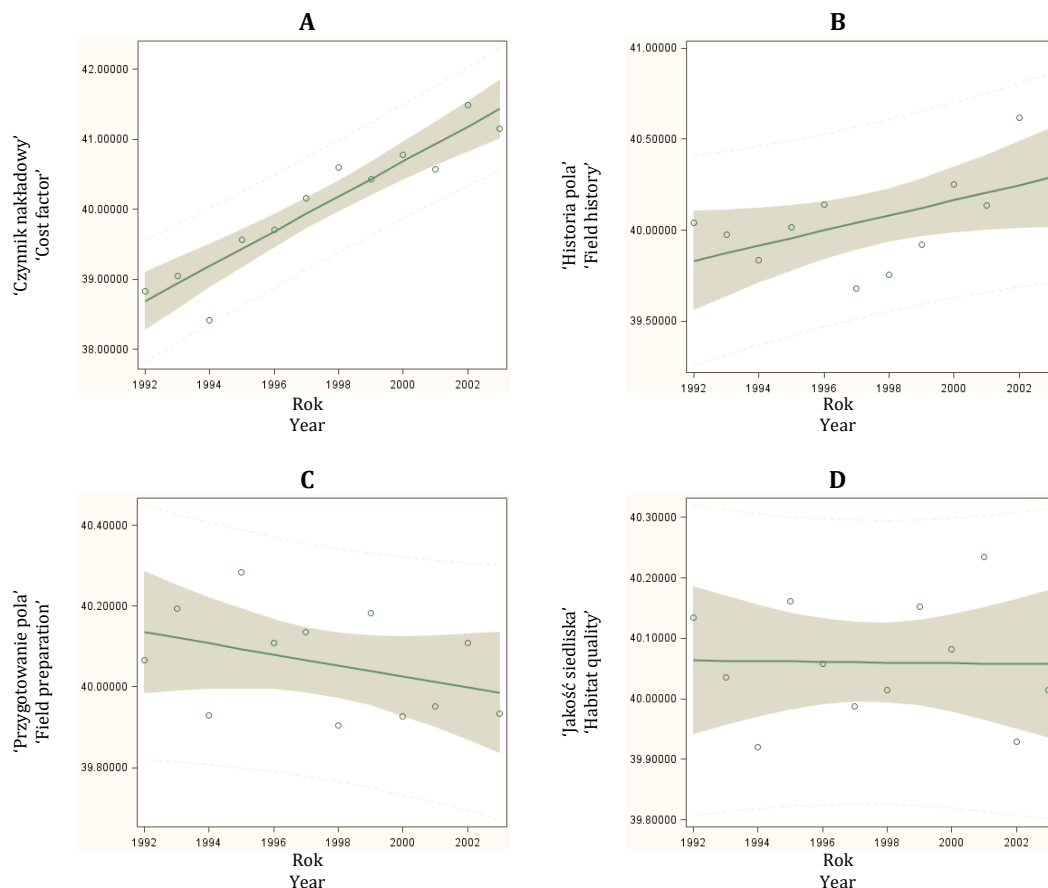 A
‘Czynnik nakładowy’
‘Cost factor’
42.00000
41.00000
40.00000
39.00000
38.00000
1992 1994 1996 1998 2000 2002
Rok
Year
B
‘Historia pola’
‘Field history’
41.00000
40.50000
40.00000
39.50000
1992 1994 1996 1998 2000 2002
Rok
Year
C
‘Przygotowanie pola’
‘Field preparation’
40.40000
40.20000
40.00000
39.80000
1992 1994 1996 1998 2000 2002
Rok
Year
D
‘Jakość siedliska’
‘Habitat quality’
40.30000
40.20000
40.10000
40.00000
39.90000
39.80000
1992 1994 1996 1998 2000 2002
Rok
Year